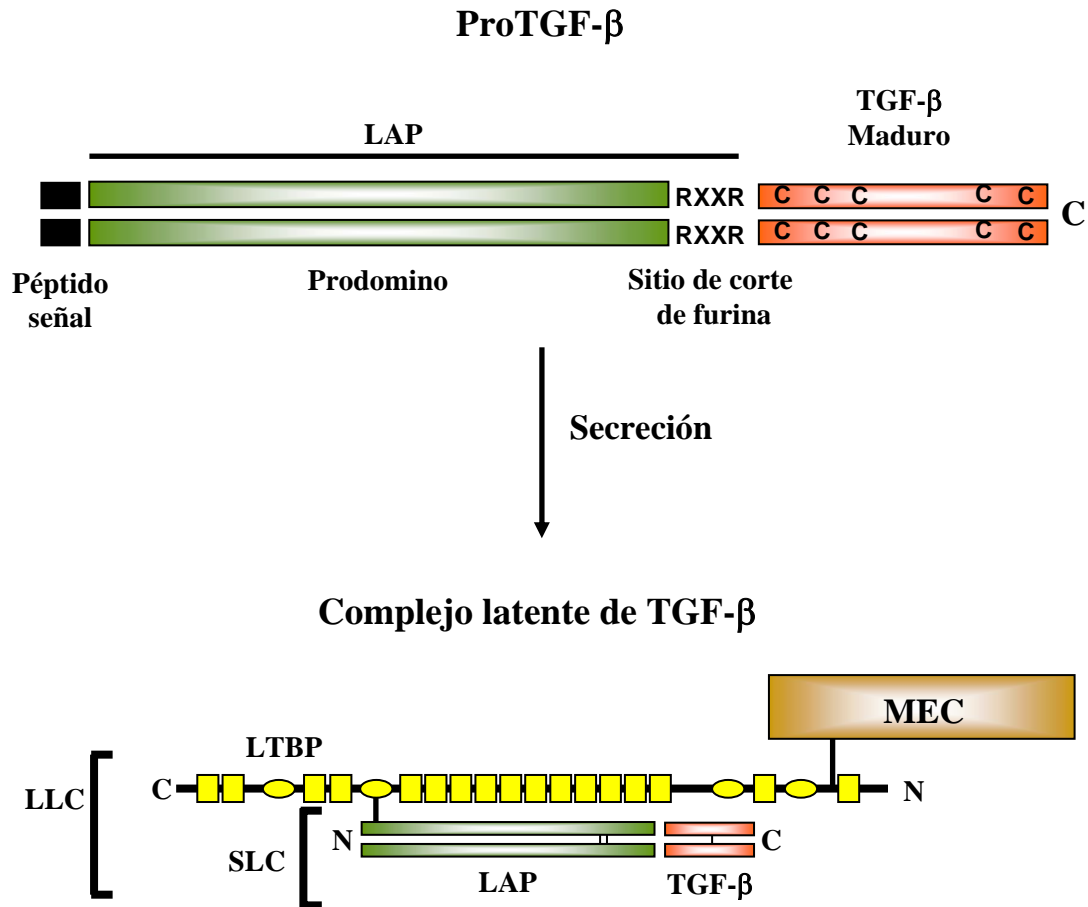 ProTGF-β
TGF-β
Maduro
LAP
RXXR C C C C C
RXXR C C C C C
C
Péptido
señal
Prodomino
Sitio de corte
de furina
Secreción
Complejo latente de TGF-β
MEC
LTBP
LLC
C
N
SLC
N
C
LAP
TGF-β